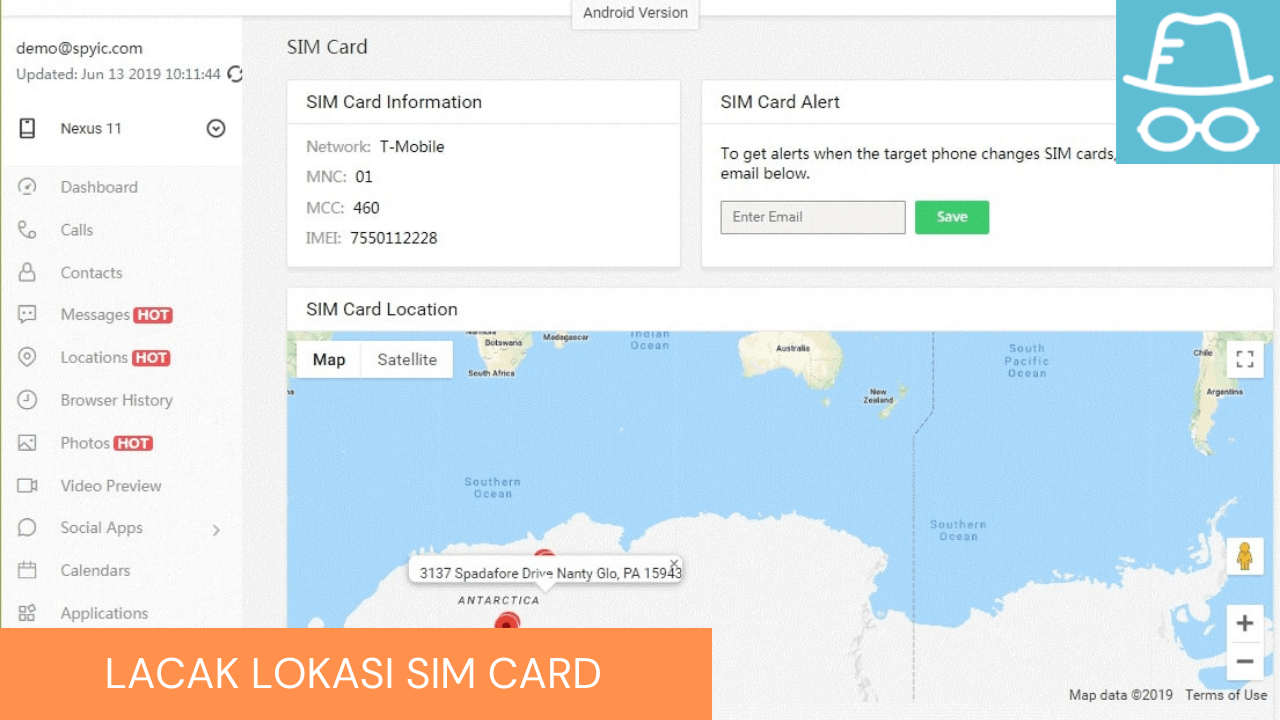 Android Version
demo@spyic.com
Updated: Jun 13 2019 10:11:44
Nexus 11
Dashboard
Calls
Contacts
Messages HOT
Locations HOT
Browser History
Photos HOT
Video Preview
Social Apps
Calendars
Applications
SIM Card
SIM Card Information
Network: T-Mobile
MNC: 01
MCC: 460
IMEI: 7550112228
SIM Card Alert
To get alerts when the target phone changes SIM cards,
email below.
Enter Email
Save
SIM Card Location
Map
Satellite
Botswana
Madagascar
South Africa
Indian
Ocean
Australia
New
Zealand
South
Pacific
Ocean
Chile
Argentina
Southern
Ocean
Southern
Ocean
3137 Spadafore Drive Nanty Glo, PA 15943
ANTARCTICA
Map data ©2019
Terms of Use
LACAK LOKASI SIM CARD